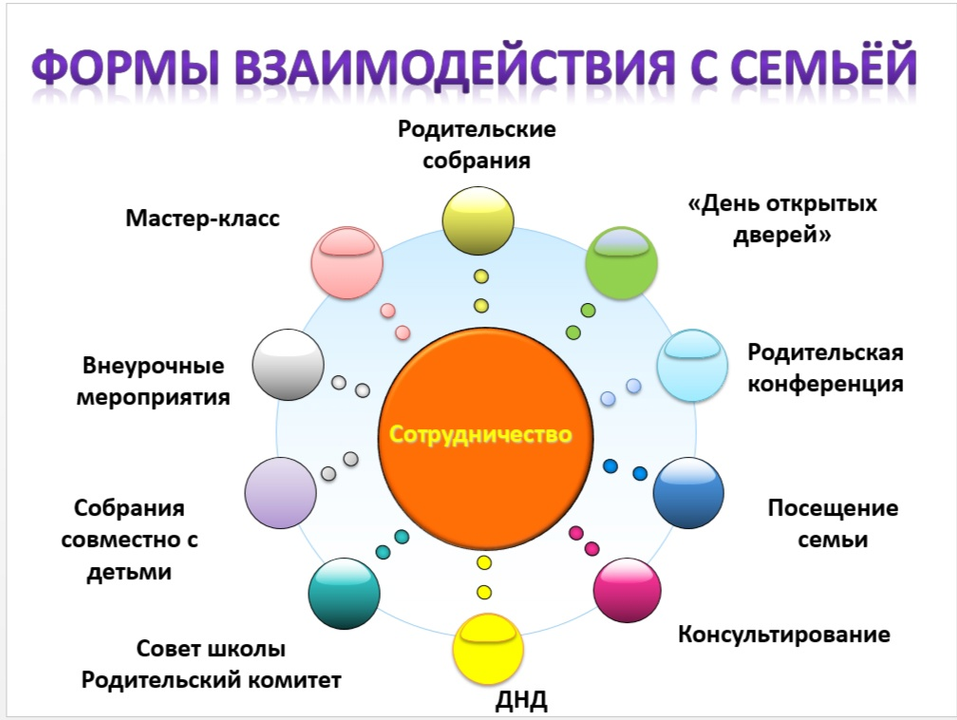 ФОРМЫ ВЗАИМОДЕЙСТВИЯ С СЕМЬЁЙ
Родительские
собрания
«День открытых
дверей»
Мастер-класс
Родительская
конференция
Внеурочные
мероприятия
Сотрудничество
Посещение
семьи
Собрания
совместно с
детьми
Консультирование
Совет школы
Родительский комитет
ДНД